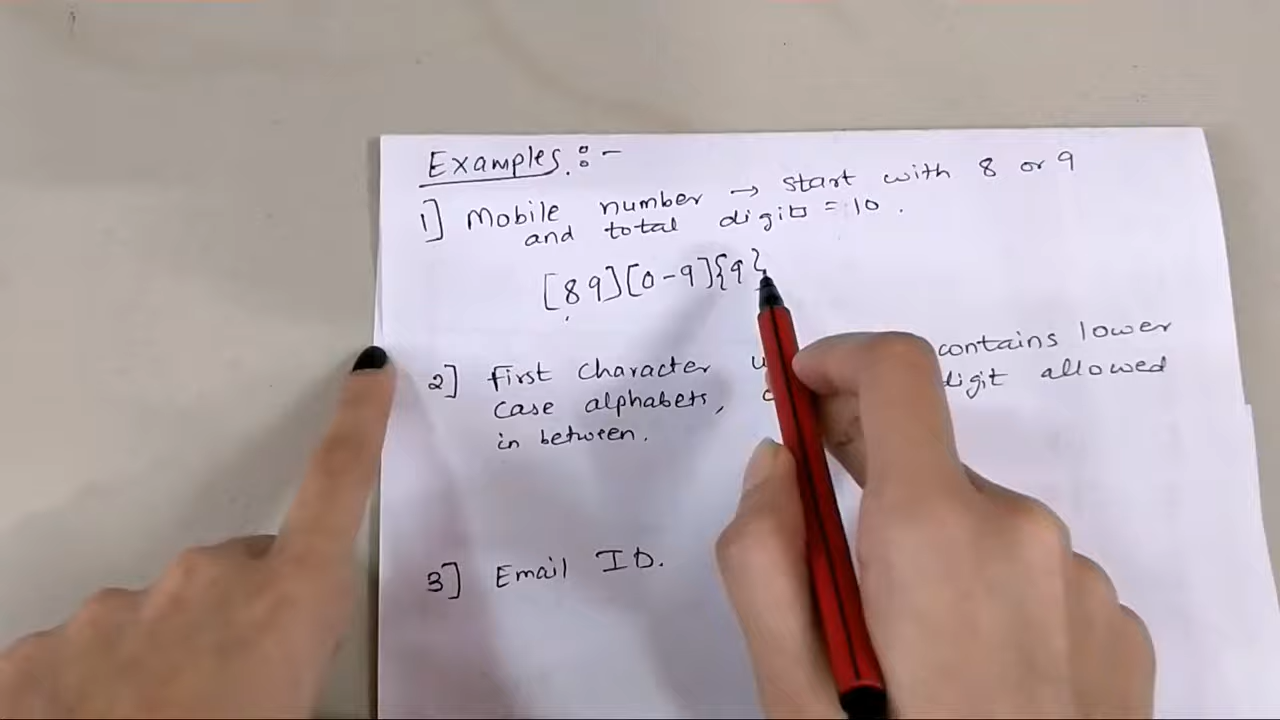 Examples :-
1] Mobile number → start with 8 or 9
and total digits = 10 .
[89][0-9]{9}
2] first character contains lower
case alphabets, digit allowed
in between.
3] Email ID.